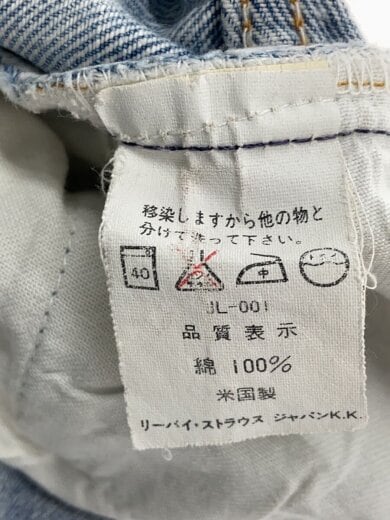 移染しますから他の物と
分けて洗って下さい。
40 中
JL-001
品質表示
綿 100%
米国製
リーバイ・ストラウス ジャパンK.K.